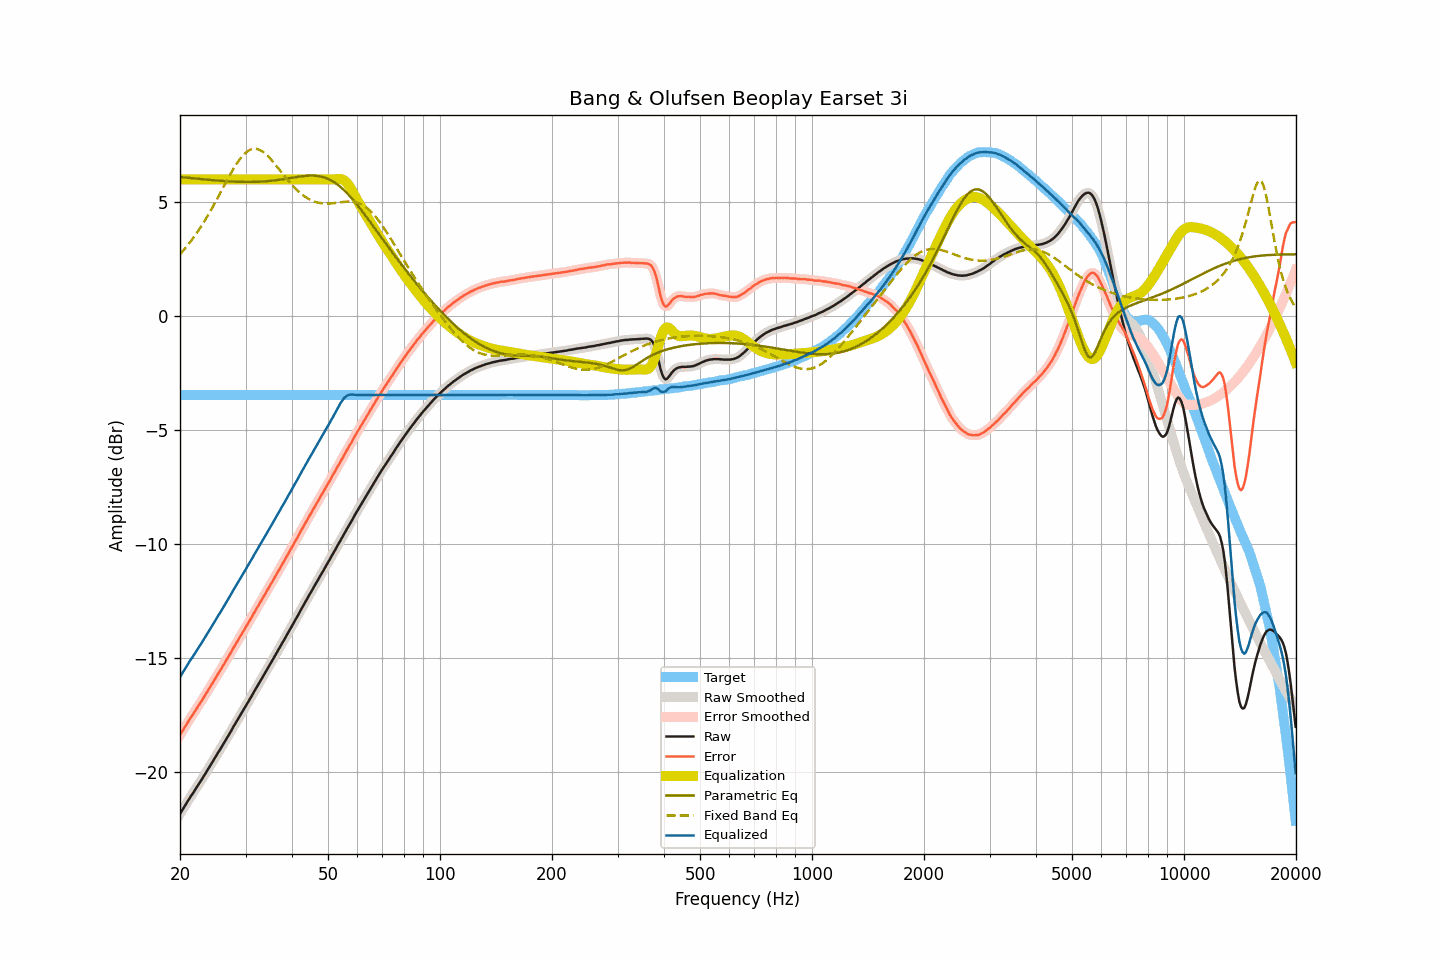 Bang & Olufsen Beoplay Earset 3i
Amplitude (dBr)
5
0
−5
−10
−15
−20
Target
Raw Smoothed
Error Smoothed
Raw
Error
Equalization
Parametric Eq
Fixed Band Eq
Equalized
20 50 100 200 500 1000 2000 5000 10000 20000
Frequency (Hz)